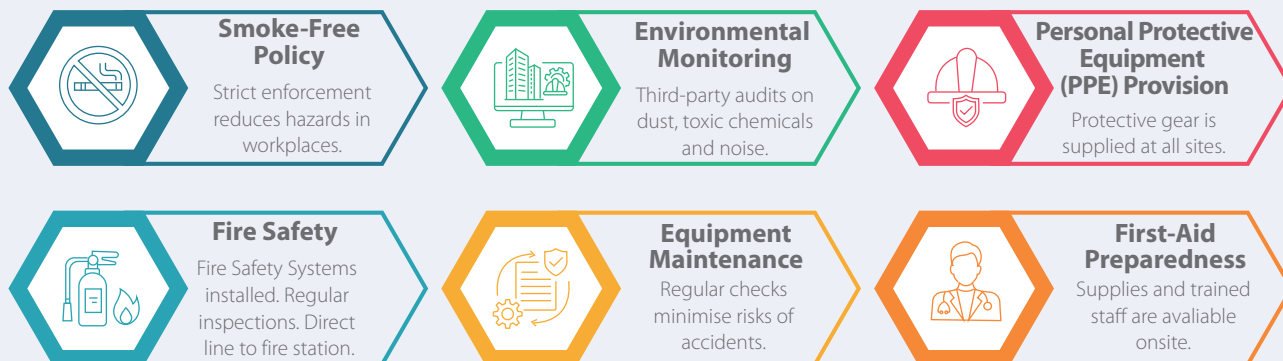 Smoke-Free
Policy
Strict enforcement
reduces hazards in
workplaces.
Environmental
Monitoring
Third-party audits on
dust, toxic chemicals
and noise.
Personal Protective
Equipment
(PPE) Provision
Protective gear is
supplied at all sites.
Fire Safety
Fire Safety Systems
installed. Regular
inspections. Direct
line to fire station.
Equipment
Maintenance
Regular checks
minimise risks of
accidents.
First-Aid
Preparedness
Supplies and trained
staff are avaliable
onsite.